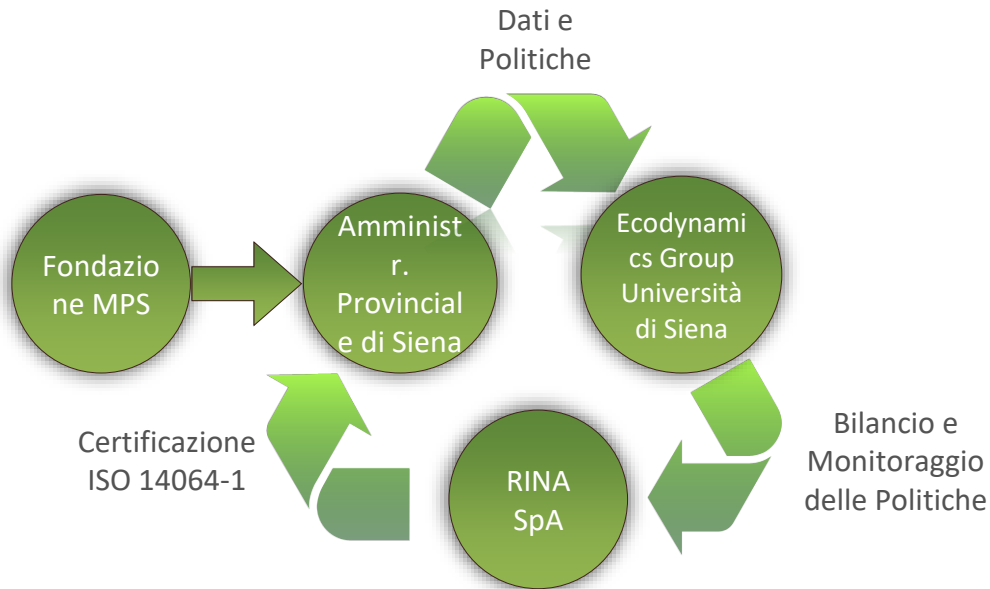 Dati e
Politiche
Fondazio
ne MPS
Amminist
r.
Provincial
e di Siena
Ecodynami
cs Group
Università
di Siena
Certificazione
ISO 14064-1
RINA
SpA
Bilancio e
Monitoraggio
delle Politiche